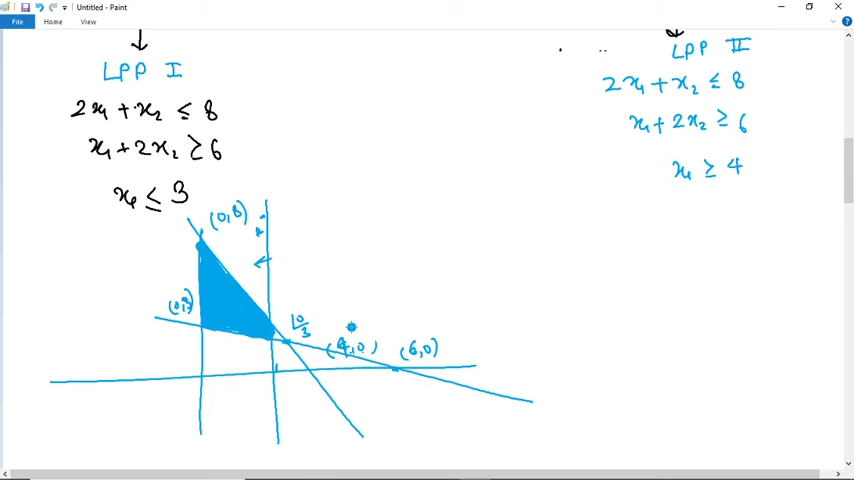 Untitled - Paint
File Home View
LPP I
2x₁ + x₂ ≤ 8
x₁ + 2x₂ ≥ 6
x₁ ≤ 3
LPP II
2x₁ + x₂ ≤ 8
x₁ + 2x₂ ≥ 6
x₁ ≥ 4
(0,8)
(0,3)
10/3
(4,0)
(6,0)